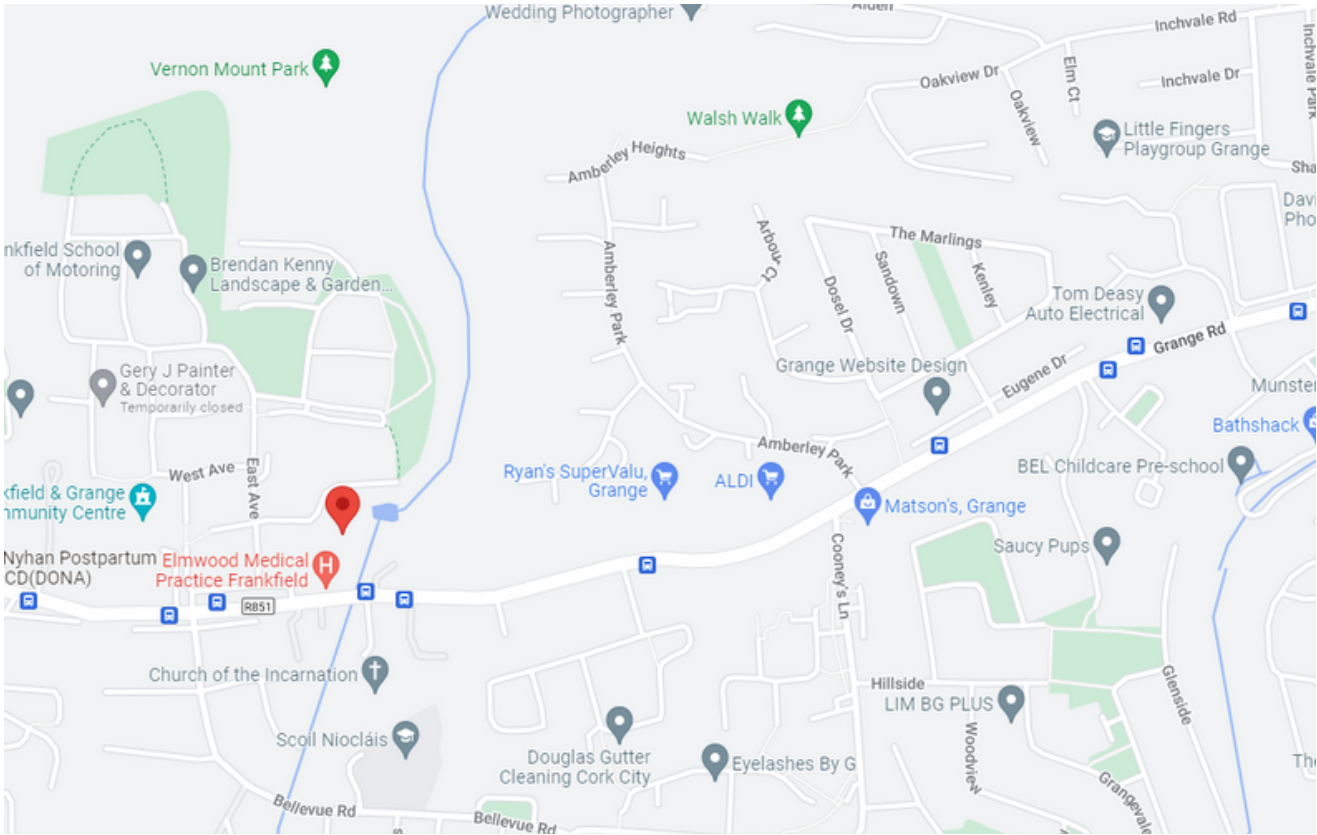 Wedding Photographer
Alden
Inchvale Rd
Vernon Mount Park
Oakview Dr
Elm Ct
Inchvale Dr
Inchvale Park
Walsh Walk
Oakview
Little Fingers
Playgroup Grange
Amberley Heights
Sha
Davi
Pho
nkfield School
of Motoring
Brendan Kenny
Landscape & Garden...
Amberley Park
Arbour Ct
The Marlings
Sandown
Kenley
Dosel Dr
Tom Deasy
Auto Electrical
Grange Rd
Gery J Painter
& Decorator
Temporarily closed
Grange Website Design
Eugene Dr
Munster
Bathshack
West Ave
East Ave
Amberley Park
Ryan's SuperValu,
Grange
ALDI
BEL Childcare Pre-school
kfield & Grange
mmunity Centre
Matson's, Grange
Saucy Pups
Nyhan Postpartum
CD(DONA)
Elmwood Medical
Practice Frankfield
H
R851
Cooney's Ln
Church of the Incarnation
Hillside
LIM BG PLUS
Glenside
Scoil Niocláis
Douglas Gutter
Cleaning Cork City
Eyelashes By G
Woodview
The
Grangevale
Bellevue Rd
Bellevue Rd
s